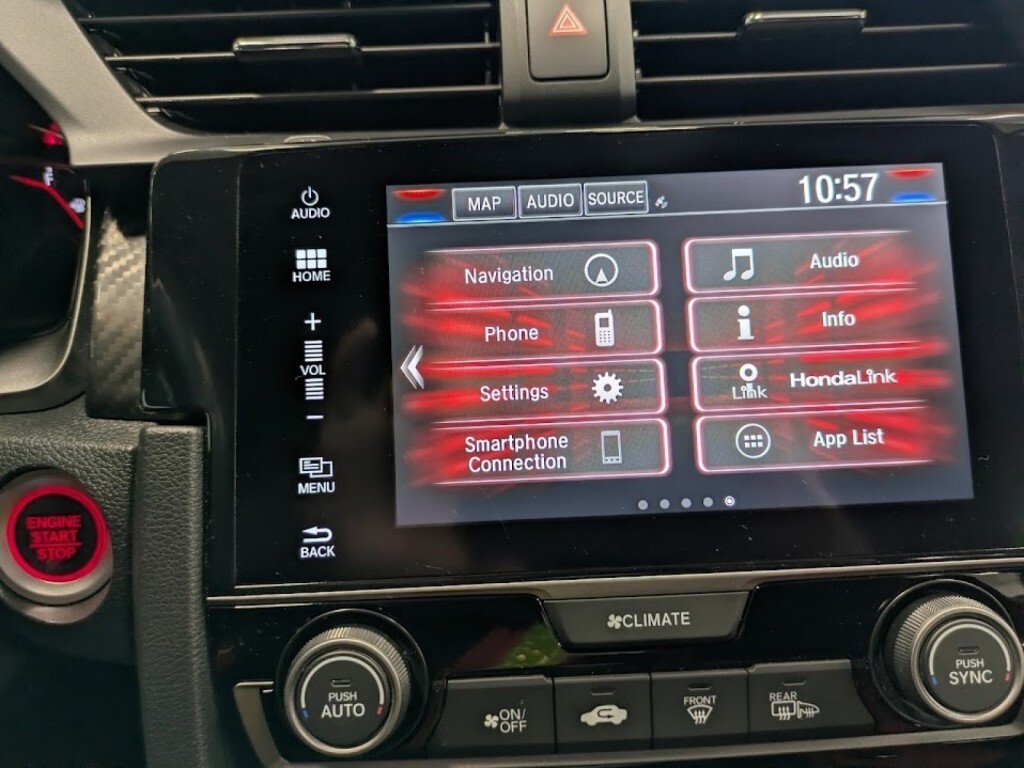 AUDIO
HOME
VOL
MENU
BACK
MAP
AUDIO
SOURCE
10:57
Navigation
Audio
Phone
Info
Settings
Link
HondaLink
Smartphone
Connection
App List
ENGINE
START
STOP
CLIMATE
PUSH
AUTO
ON/
OFF
FRONT
REAR
PUSH
SYNC